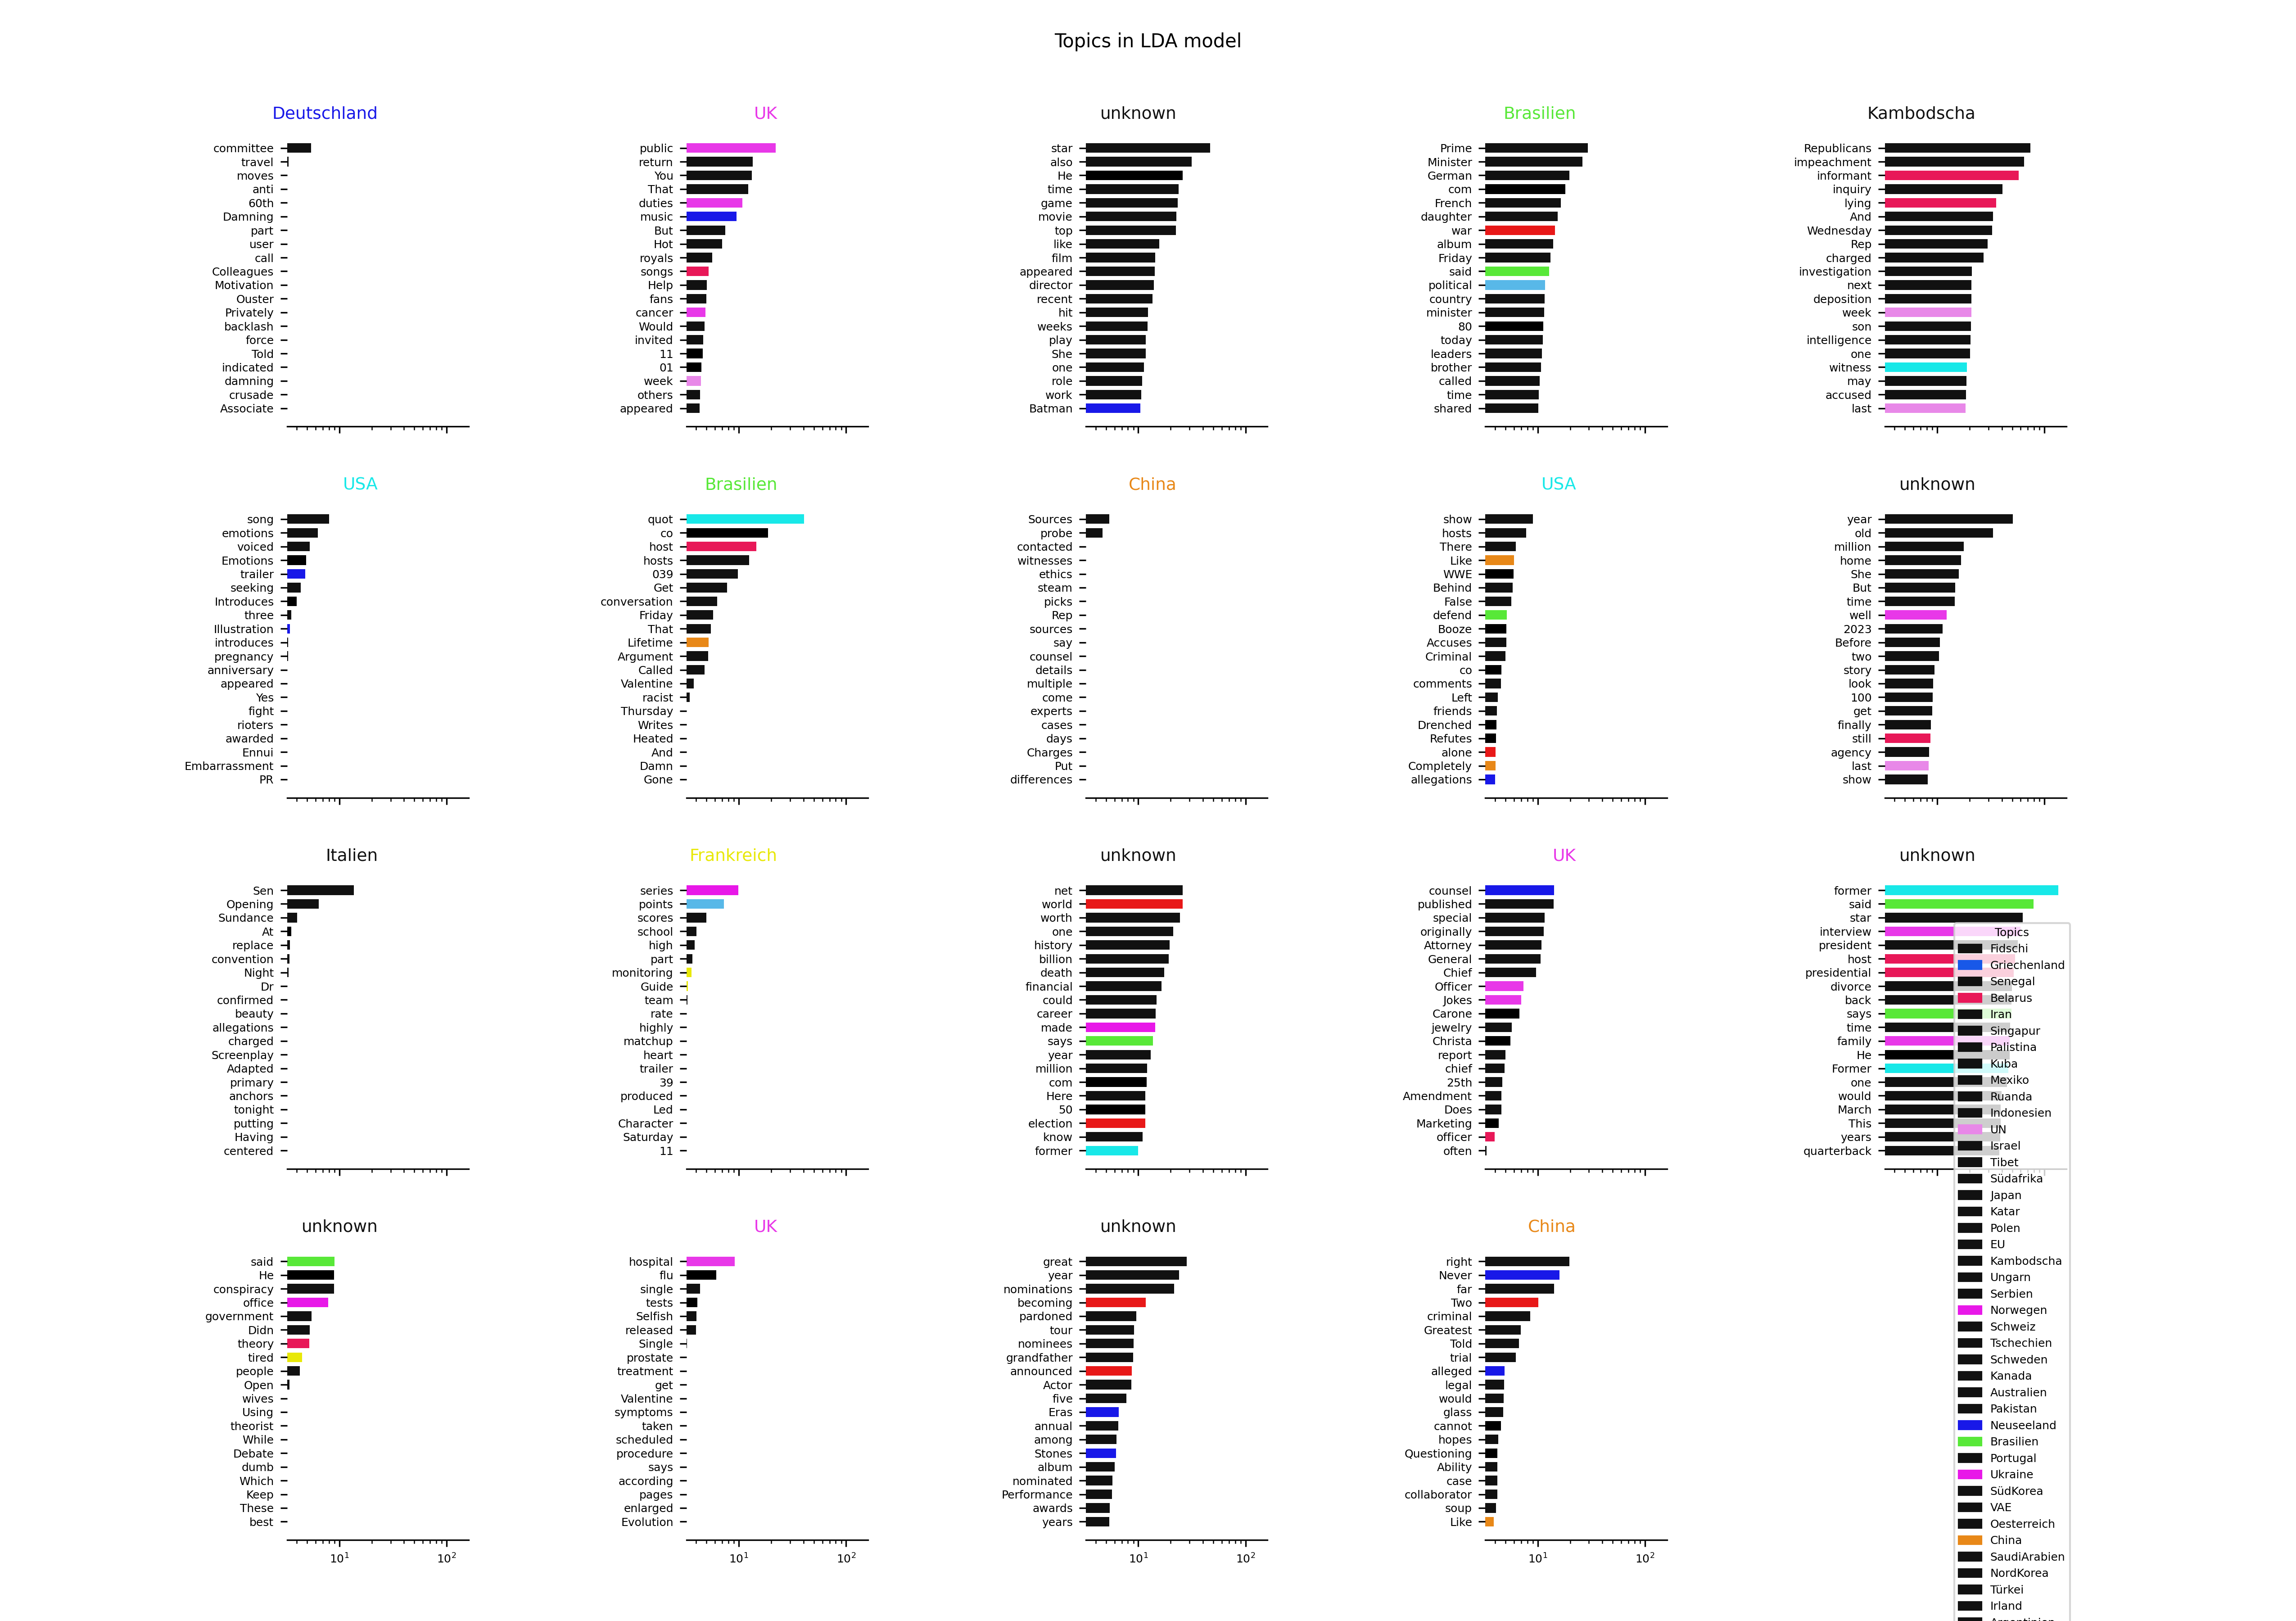 Topics in LDA model
Deutschland
committee
travel
moves
anti
60th
Damning
part
user
call
Colleagues
Motivation
Ouster
Privately
backlash
force
Told
indicated
damning
crusade
Associate
UK
public
return
You
That
duties
music
But
Hot
royals
songs
Help
fans
cancer
Would
invited
11
01
week
others
appeared
unknown
star
also
He
time
game
movie
top
like
film
appeared
director
recent
hit
weeks
play
She
one
role
work
Batman
Brasilien
Prime
Minister
German
com
French
daughter
war
album
Friday
said
political
country
minister
80
today
leaders
brother
called
time
shared
Kambodscha
Republicans
impeachment
informant
inquiry
lying
And
Wednesday
Rep
charged
investigation
next
deposition
week
son
intelligence
one
witness
may
accused
last
USA
song
emotions
voiced
Emotions
trailer
seeking
Introduces
three
Illustration
introduces
pregnancy
anniversary
appeared
Yes
fight
rioters
awarded
Ennui
Embarrassment
PR
Brasilien
quot
co
host
hosts
039
Get
conversation
Friday
That
Lifetime
Argument
Called
Valentine
racist
Thursday
Writes
Heated
And
Damn
Gone
China
Sources
probe
contacted
witnesses
ethics
steam
picks
Rep
sources
say
counsel
details
multiple
come
experts
cases
days
Charges
Put
differences
USA
show
hosts
There
Like
WWE
Behind
False
defend
Booze
Accuses
Criminal
co
comments
Left
friends
Drenched
Refutes
alone
Completely
allegations
unknown
year
old
million
home
She
But
time
well
2023
Before
two
story
look
100
get
finally
still
agency
last
show
Italien
Sen
Opening
Sundance
At
replace
convention
Night
Dr
confirmed
beauty
allegations
charged
Screenplay
Adapted
primary
anchors
tonight
putting
Having
centered
Frankreich
series
points
scores
school
high
part
monitoring
Guide
team
rate
highly
matchup
heart
trailer
39
produced
Led
Character
Saturday
11
unknown
net
world
worth
one
history
billion
death
financial
could
career
made
says
year
million
com
Here
50
election
know
former
UK
counsel
published
special
originally
Attorney
General
Chief
Officer
Jokes
Carone
jewelry
Christa
report
chief
25th
Amendment
Does
Marketing
officer
often
unknown
former
said
star
interview
president
host
presidential
divorce
back
says
time
family
He
Former
one
would
March
This
years
quarterback
unknown
said
He
conspiracy
office
government
Didn
theory
tired
people
Open
wives
Using
theorist
While
Debate
dumb
Which
Keep
These
best
10¹ 10²
UK
hospital
flu
single
tests
Selfish
released
Single
prostate
treatment
get
Valentine
symptoms
taken
scheduled
procedure
says
according
pages
enlarged
Evolution
10¹ 10²
unknown
great
year
nominations
becoming
pardoned
tour
nominees
grandfather
announced
Actor
five
Eras
annual
among
Stones
album
nominated
Performance
awards
years
10¹ 10²
China
right
Never
far
Two
criminal
Greatest
Told
trial
alleged
legal
would
glass
cannot
hopes
Questioning
Ability
case
collaborator
soup
Like
10¹ 10²
Topics
Fidschi
Griechenland
Senegal
Belarus
Iran
Singapur
Palistina
Kuba
Mexiko
Ruanda
Indonesien
UN
Israel
Tibet
Südafrika
Japan
Katar
Polen
EU
Kambodscha
Ungarn
Serbien
Norwegen
Schweiz
Tschechien
Schweden
Kanada
Australien
Pakistan
Neuseeland
Brasilien
Portugal
Ukraine
SüdKorea
VAE
Oesterreich
China
SaudiArabien
NordKorea
Türkei
Irland